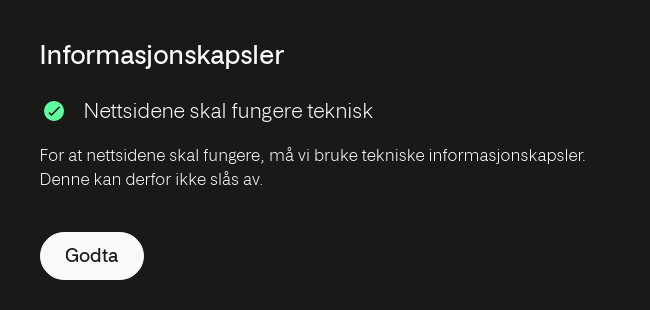 Informasjonskapsler
Nettsidene skal fungere teknisk
For at nettsidene skal fungere, må vi bruke tekniske informasjonskapsler.
Denne kan derfor ikke slås av.
Godta